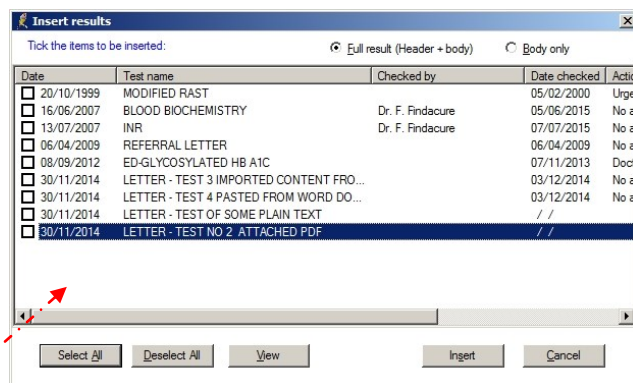 Insert results
Tick the items to be inserted: Full result (Header + body) Body only
Date Test name Checked by Date checked Actic
20/10/1999 MODIFIED RAST 05/02/2000 Urge
16/06/2007 BLOOD BIOCHEMISTRY Dr. F. Findacure 05/06/2015 No a
13/07/2007 INR Dr. F. Findacure 07/07/2015 No a
06/04/2009 REFERRAL LETTER 06/04/2009 No a
08/09/2012 ED-GLYCOSYLATED HB A1C 07/11/2013 Doct
30/11/2014 LETTER - TEST 3 IMPORTED CONTENT FRO... 03/12/2014 No a
30/11/2014 LETTER - TEST 4 PASTED FROM WORD DO... 03/12/2014 No a
30/11/2014 LETTER - TEST OF SOME PLAIN TEXT / /
30/11/2014 LETTER - TEST NO 2 ATTACHED PDF / /
Select All Deselect All View Insert Cancel